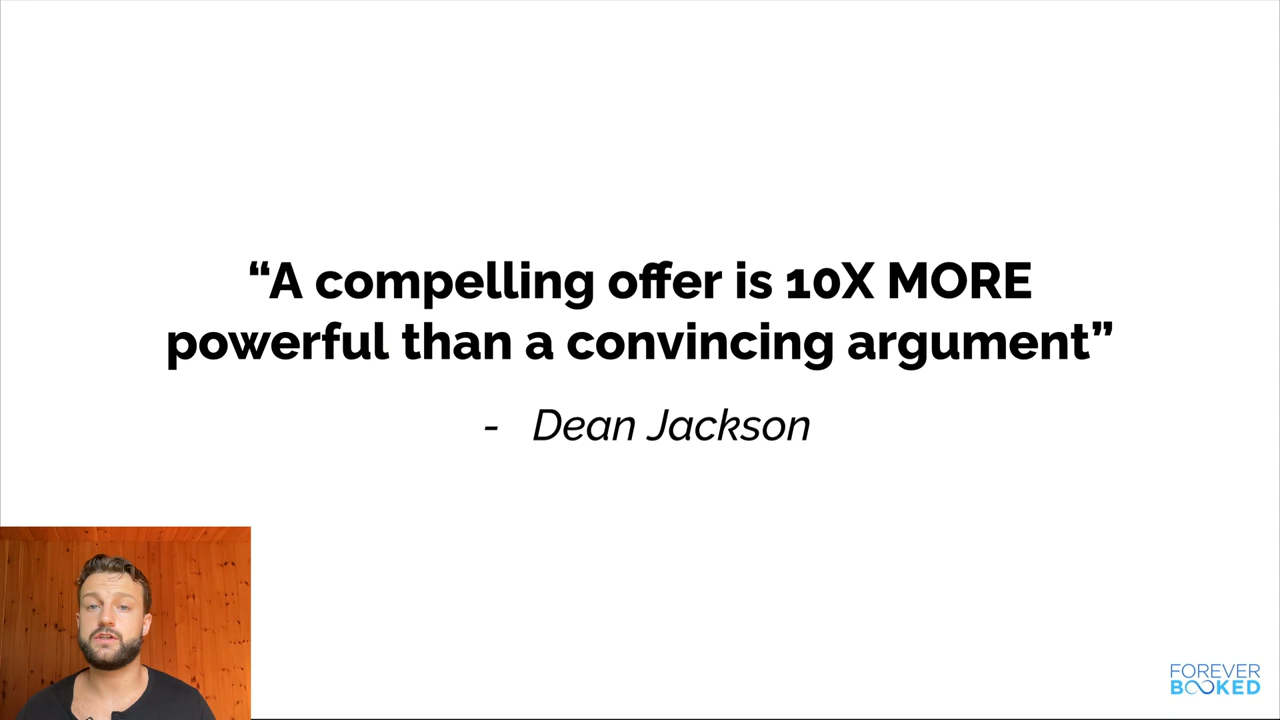 “A compelling offer is 10X MORE
powerful than a convincing argument”
- Dean Jackson
FOREVER
BOOKED